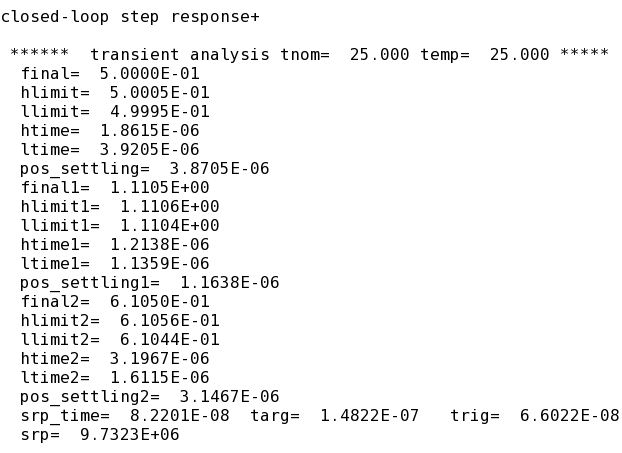 closed-loop step response+
****** transient analysis tnom= 25.000 temp= 25.000 *****
final= 5.0000E-01
hlimit= 5.0005E-01
llimit= 4.9995E-01
htime= 1.8615E-06
ltime= 3.9205E-06
pos_settling= 3.8705E-06
final1= 1.1105E+00
hlimit1= 1.1106E+00
llimit1= 1.1104E+00
htime1= 1.2138E-06
ltime1= 1.1359E-06
pos_settling1= 1.1638E-06
final2= 6.1050E-01
hlimit2= 6.1056E-01
llimit2= 6.1044E-01
htime2= 3.1967E-06
ltime2= 1.6115E-06
pos_settling2= 3.1467E-06
srp_time= 8.2201E-08 targ= 1.4822E-07 trig= 6.6022E-08
srp= 9.7323E+06